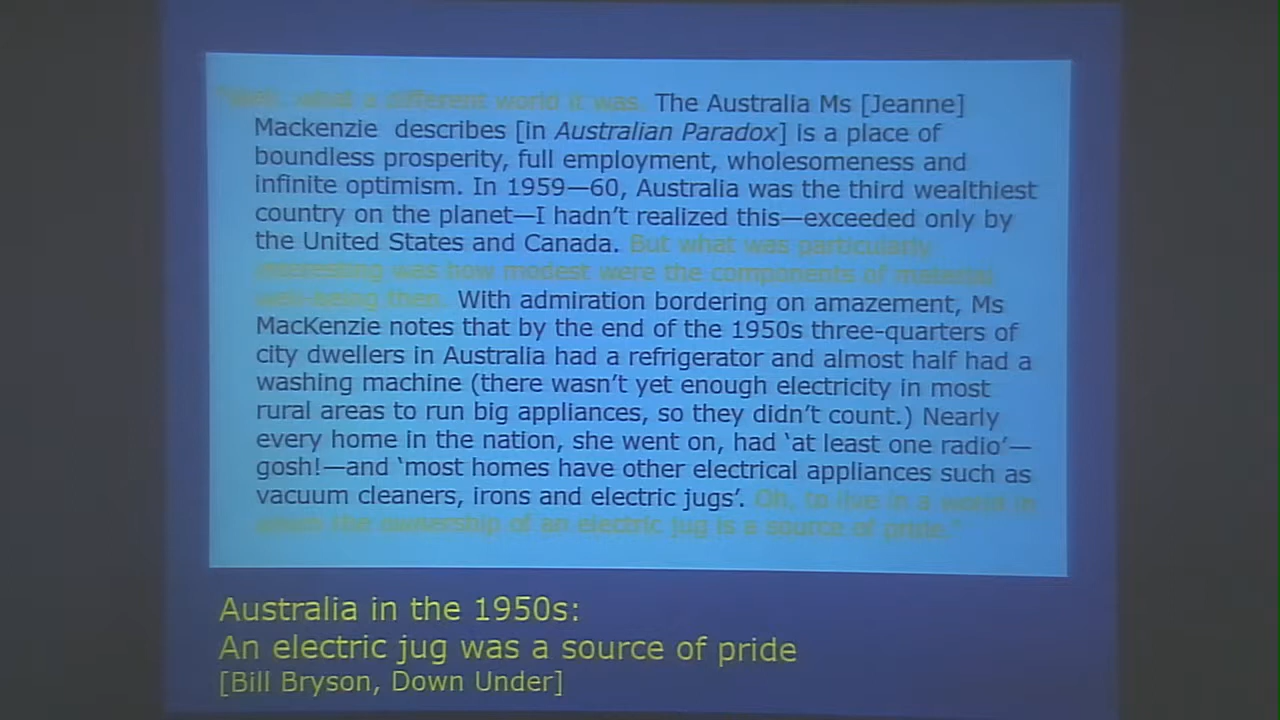 "Well, what a different world it was. The Australia Ms [Jeanne]
Mackenzie describes [in Australian Paradox] is a place of
boundless prosperity, full employment, wholesomeness and
infinite optimism. In 1959—60, Australia was the third wealthiest
country on the planet—I hadn't realized this—exceeded only by
the United States and Canada. But what was particularly
interesting was how modest were the components of material
well-being then. With admiration bordering on amazement, Ms
MacKenzie notes that by the end of the 1950s three-quarters of
city dwellers in Australia had a refrigerator and almost half had a
washing machine (there wasn't yet enough electricity in most
rural areas to run big appliances, so they didn't count.) Nearly
every home in the nation, she went on, had 'at least one radio'—
gosh!—and 'most homes have other electrical appliances such as
vacuum cleaners, irons and electric jugs'. Oh, to live in a world in
which the ownership of an electric jug is a source of pride."
Australia in the 1950s:
An electric jug was a source of pride
[Bill Bryson, Down Under]